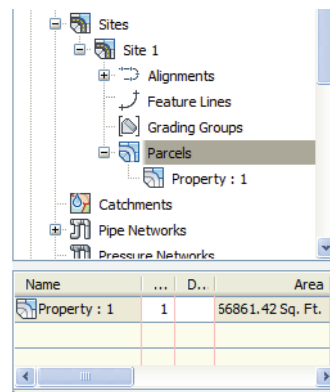 Sites
Site 1
Alignments
Feature Lines
Grading Groups
Parcels
Property : 1
Catchments
Pipe Networks
Pressure Networks
Name ... D... Area
Property : 1 1 66861.42 Sq. Ft.